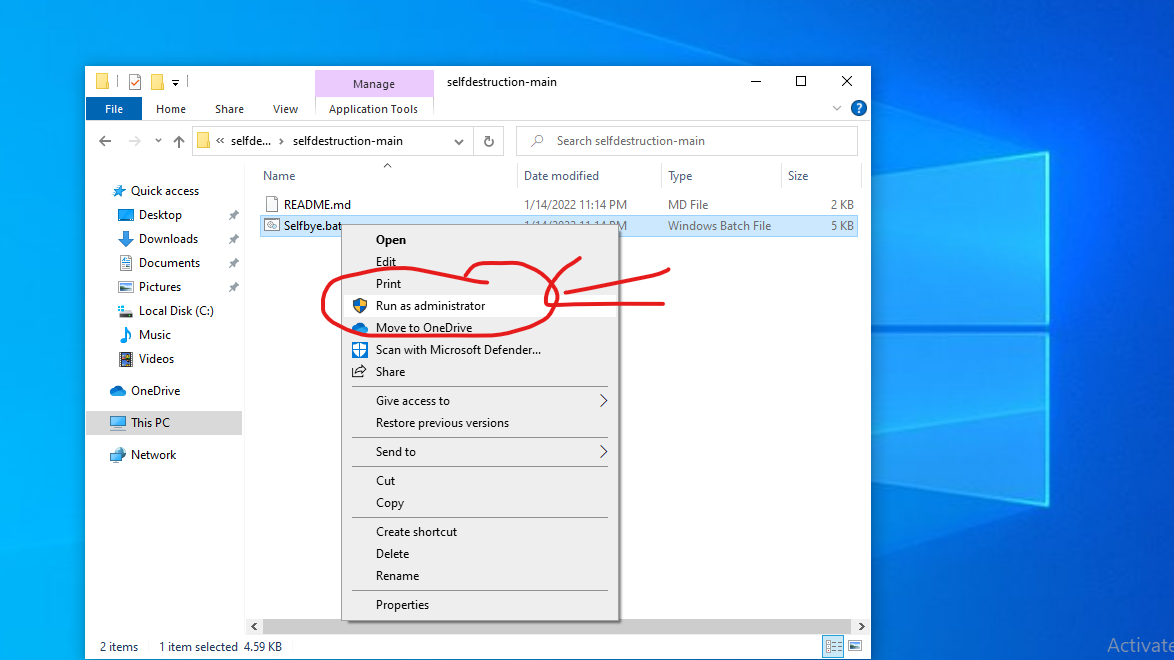 Manage
selfdestruction-main
File Home Share View Application Tools
« selfde... › selfdestruction-main
Search selfdestruction-main
Name Date modified Type Size
Quick access
Desktop
Downloads
Documents
Pictures
Local Disk (C:)
Music
Videos
OneDrive
This PC
Network
README.md 1/14/2022 11:14 PM MD File 2 KB
Selfbye.bat 1/14/2022 11:14 PM Windows Batch File 5 KB
Open
Edit
Print
Run as administrator
Move to OneDrive
Scan with Microsoft Defender...
Share
Give access to
Restore previous versions
Send to
Cut
Copy
Create shortcut
Delete
Rename
Properties
2 items 1 item selected 4.59 KB
Activate